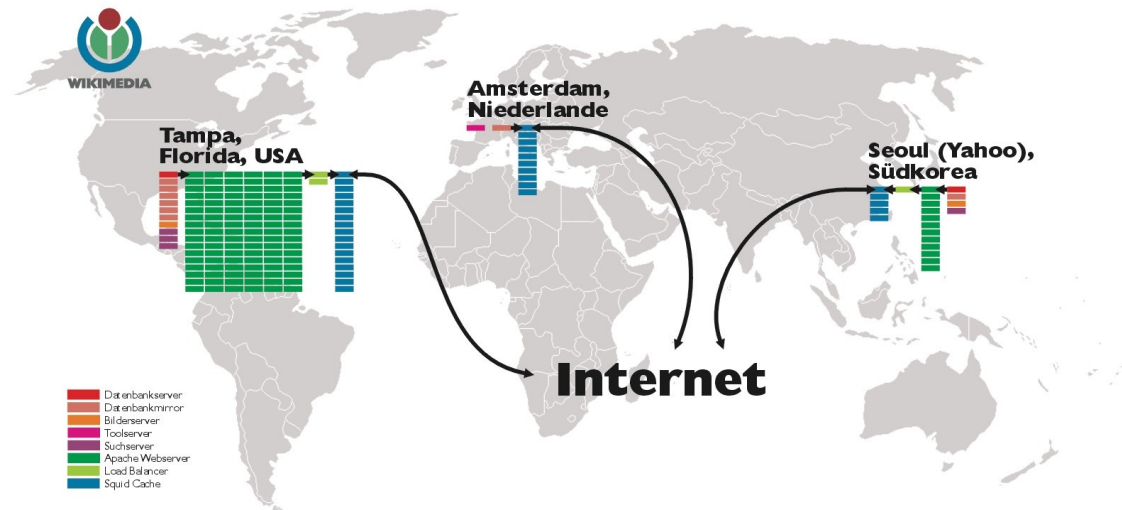 WIKIMEDIA
Amsterdam,
Niederlande
Tampa,
Florida, USA
Seoul (Yahoo),
Südkorea
Internet
Datenbankserver
Datenbankmirror
Bilderserver
Toolserver
Suchserver
Apache Webserver
Load Balancer
Squid Cache